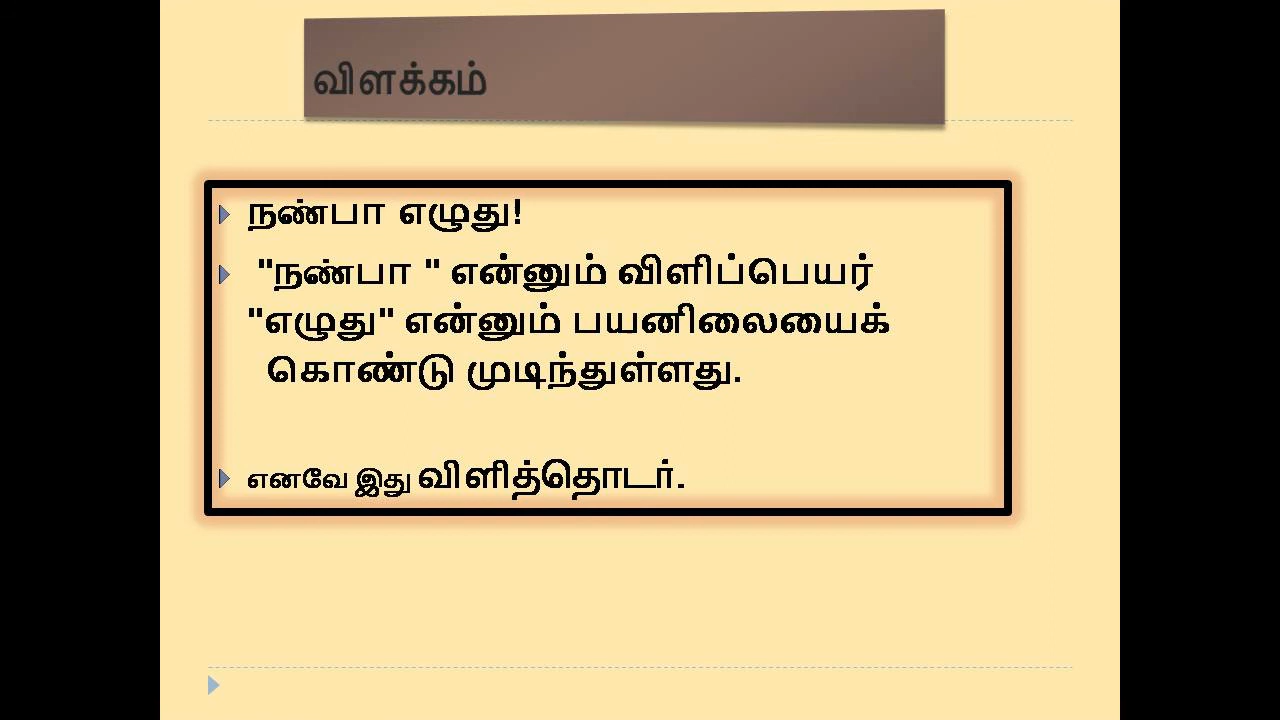 விளக்கம்
நண்பா எழுது!
"நண்பா " என்னும் விளிப்பெயர்
"எழுது" என்னும் பயனிலையைக்
கொண்டு முடிந்துள்ளது.
எனவே இது விளித்தொடர்.